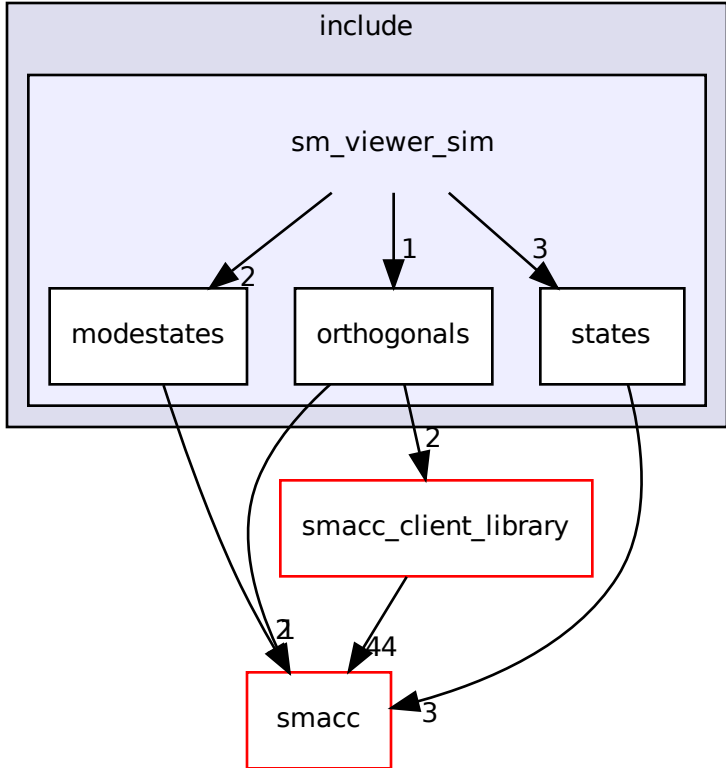 include
sm_viewer_sim
2
1
3
modestates
orthogonals
states
2
smacc_client_library
2
1
44
smacc
3